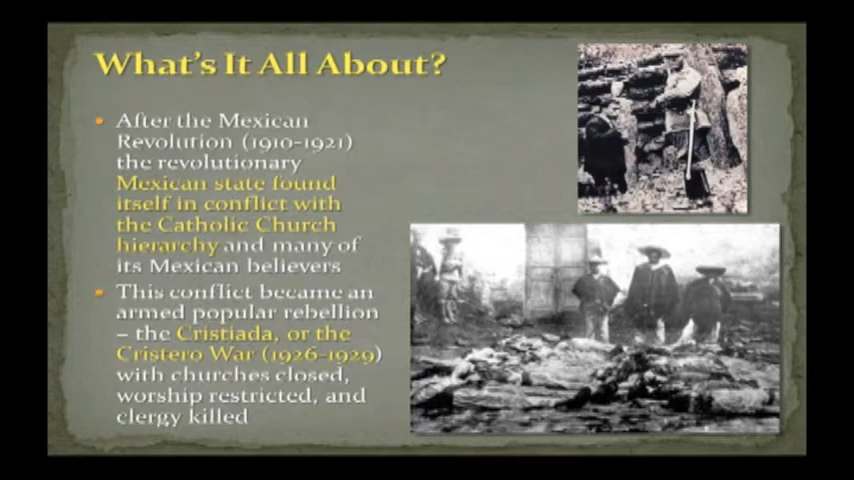 What's It All About?
After the Mexican
Revolution (1910-1921)
the revolutionary
Mexican state found
itself in conflict with
the Catholic Church
hierarchy and many of
its Mexican believers
This conflict became an
armed popular rebellion
– the Cristiada, or the
Cristero War (1926-1929)
with churches closed,
worship restricted, and
clergy killed